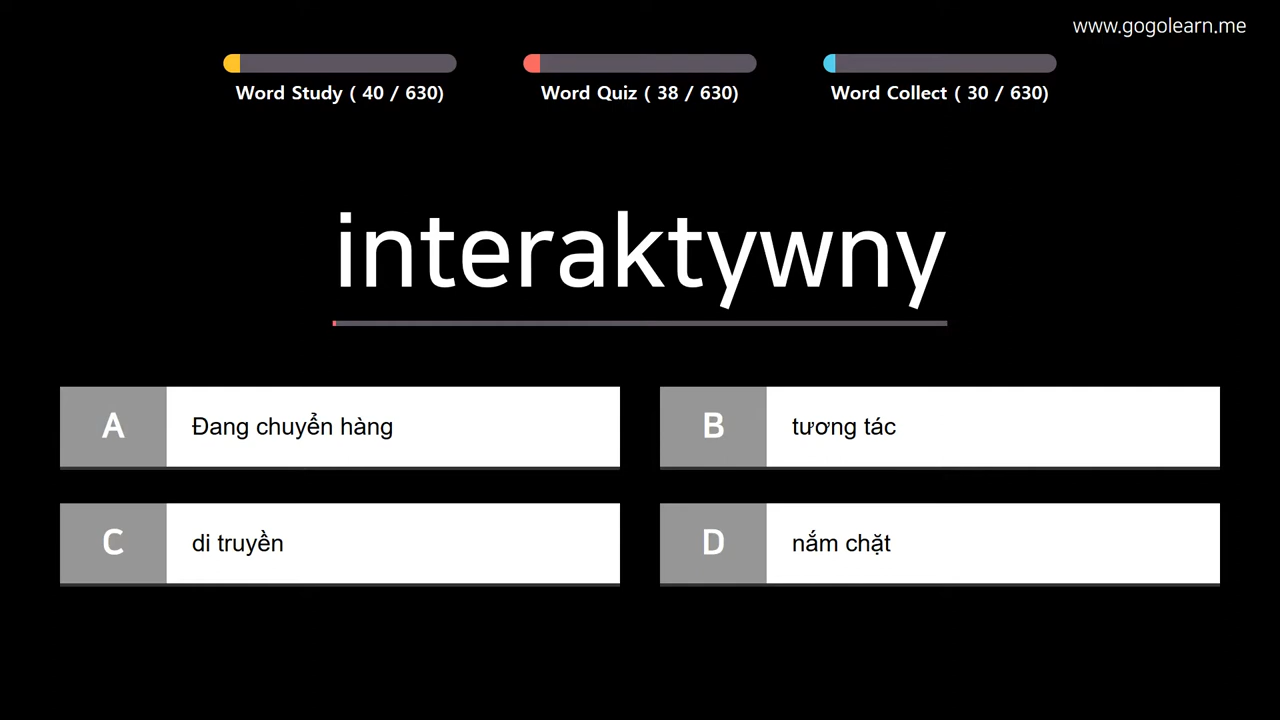 www.gogolearn.me
Word Study ( 40 / 630)
Word Quiz ( 38 / 630)
Word Collect ( 30 / 630)
interaktywny
A Đang chuyển hàng
B tương tác
C di truyền
D nắm chặt